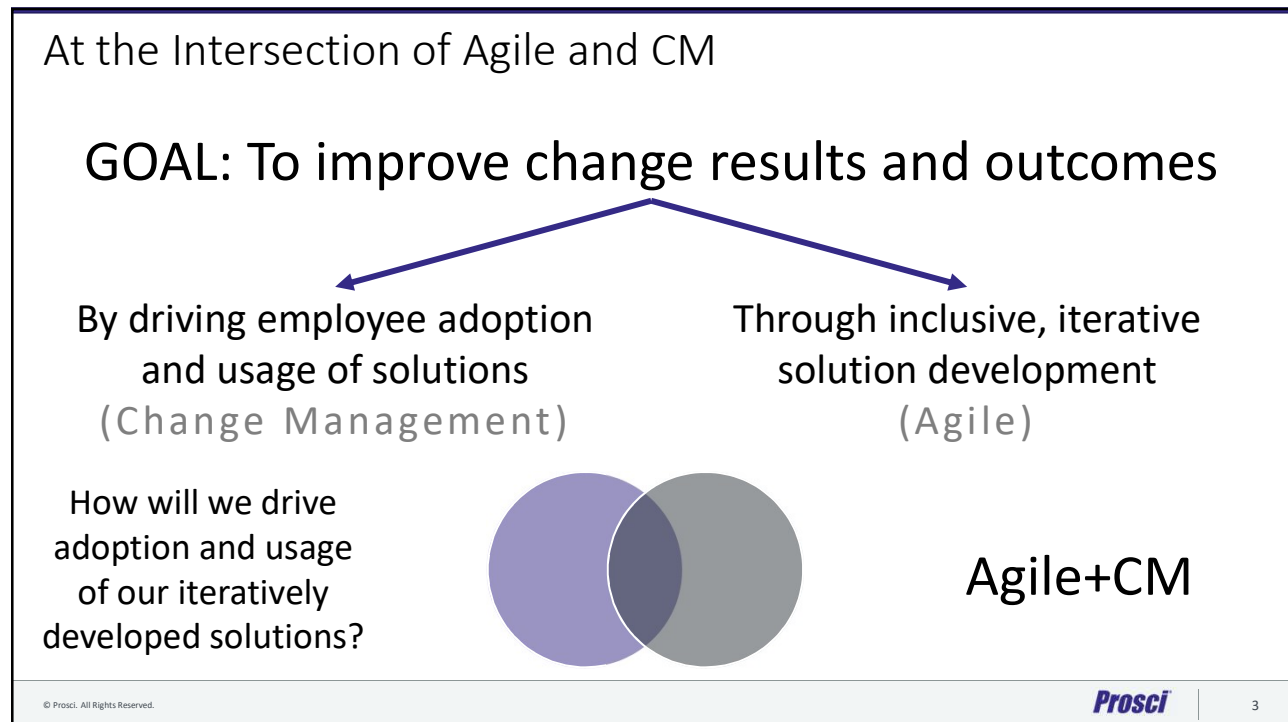 At the Intersection of Agile and CM
GOAL: To improve change results and outcomes
By driving employee adoption
and usage of solutions
(Change Management)
Through inclusive, iterative
solution development
(Agile)
How will we drive
adoption and usage
of our iteratively
developed solutions?
Agile+CM
© Prosci. All Rights Reserved.
Prosci
3